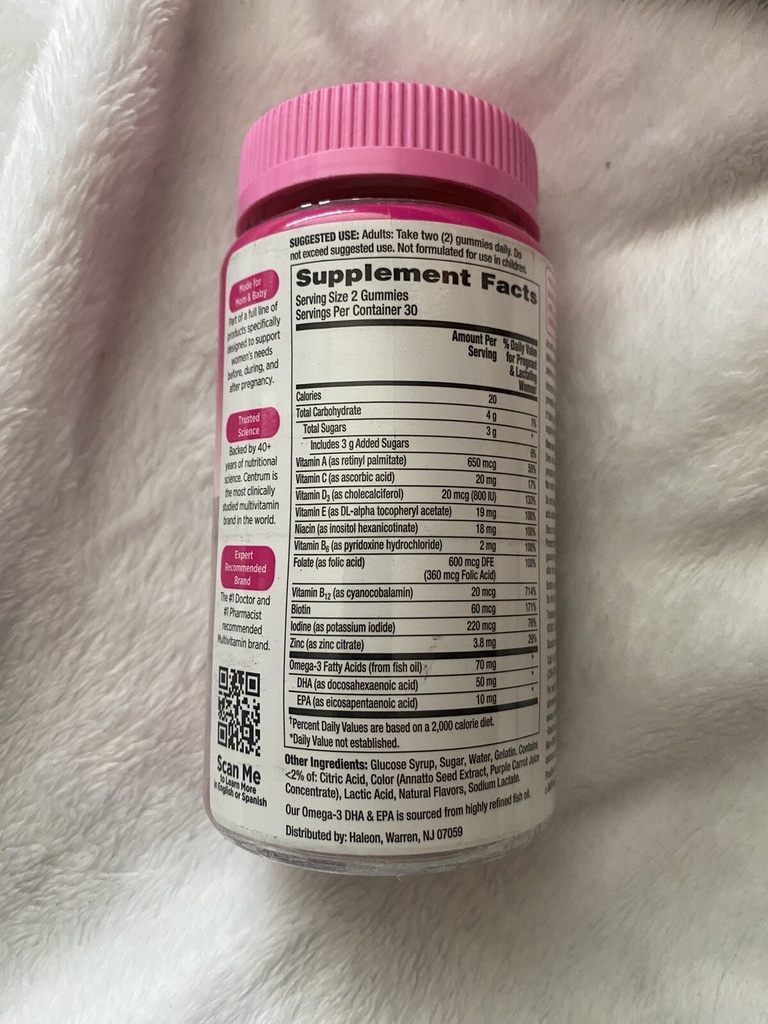 SUGGESTED USE: Adults: Take two (2) gummies daily. Do
not exceed suggested use. Not formulated for use in children.
Supplement Facts
Serving Size 2 Gummies
Servings Per Container 30
Amount Per Serving % Daily Value for Pregnant & Lactating Women
Calories 20
Total Carbohydrate 4 g 1%
Total Sugars 3 g *
Includes 3 g Added Sugars 6%
Vitamin A (as retinyl palmitate) 650 mcg 50%
Vitamin C (as ascorbic acid) 20 mg 17%
Vitamin D3 (as cholecalciferol) 20 mcg (800 IU) 133%
Vitamin E (as DL-alpha tocopheryl acetate) 19 mg 100%
Niacin (as inositol hexanicotinate) 18 mg 100%
Vitamin B6 (as pyridoxine hydrochloride) 2 mg 100%
Folate (as folic acid) 600 mcg DFE 100%
(360 mcg Folic Acid)
Vitamin B12 (as cyanocobalamin) 20 mcg 714%
Biotin 60 mcg 171%
Iodine (as potassium iodide) 220 mcg 76%
Zinc (as zinc citrate) 3.8 mg 29%
Omega-3 Fatty Acids (from fish oil) 70 mg *
DHA (as docosahexaenoic acid) 50 mg *
EPA (as eicosapentaenoic acid) 10 mg *
†Percent Daily Values are based on a 2,000 calorie diet.
*Daily Value not established.
Other Ingredients: Glucose Syrup, Sugar, Water, Gelatin. Contains
<2% of: Citric Acid, Color (Annatto Seed Extract, Purple Carrot Juice
Concentrate), Lactic Acid, Natural Flavors, Sodium Lactate.
Our Omega-3 DHA & EPA is sourced from highly refined fish oil.
Distributed by: Haleon, Warren, NJ 07059
Made for
Mom & Baby
Part of a full line of
products specifically
designed to support
women's needs
before, during, and
after pregnancy.
Trusted
Science
Backed by 40+
years of nutritional
science. Centrum is
the most clinically
studied multivitamin
brand in the world.
Expert
Recommended
Brand
The #1 Doctor and
#1 Pharmacist
recommended
Multivitamin brand.
Scan Me
to Learn More
in English or Spanish